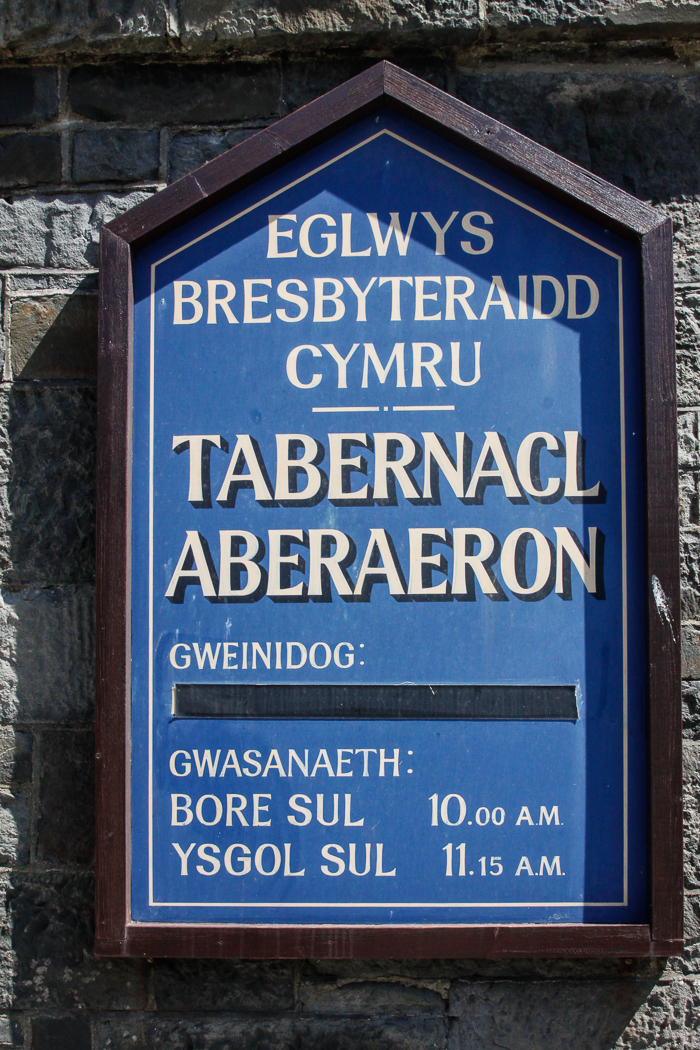 EGLWYS
BRESBYTERAIDD
CYMRU
TABERNACL
ABERAERON
GWEINIDOG:
GWASANAETH:
BORE SUL 10.00 A.M.
YSGOL SUL 11.15 A.M.